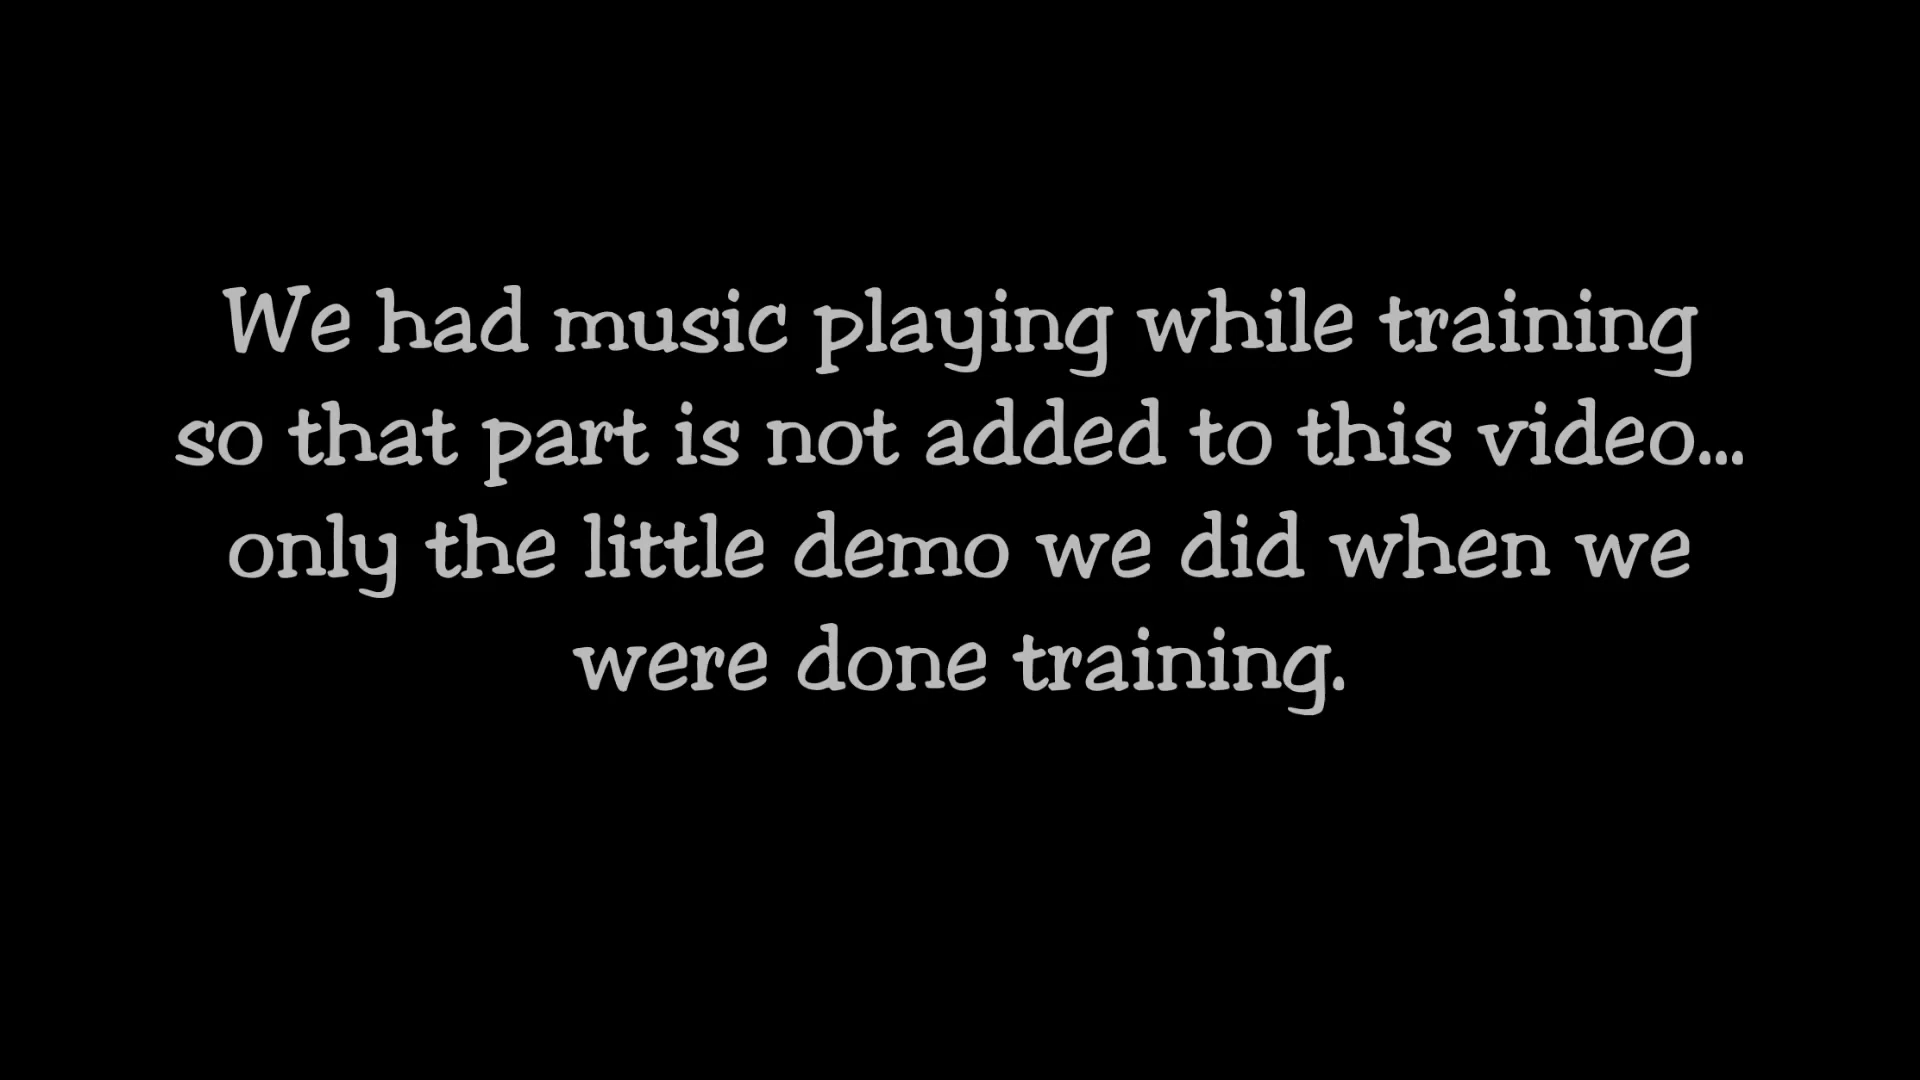 We had music playing while training
so that part is not added to this video...
only the little demo we did when we
were done training.